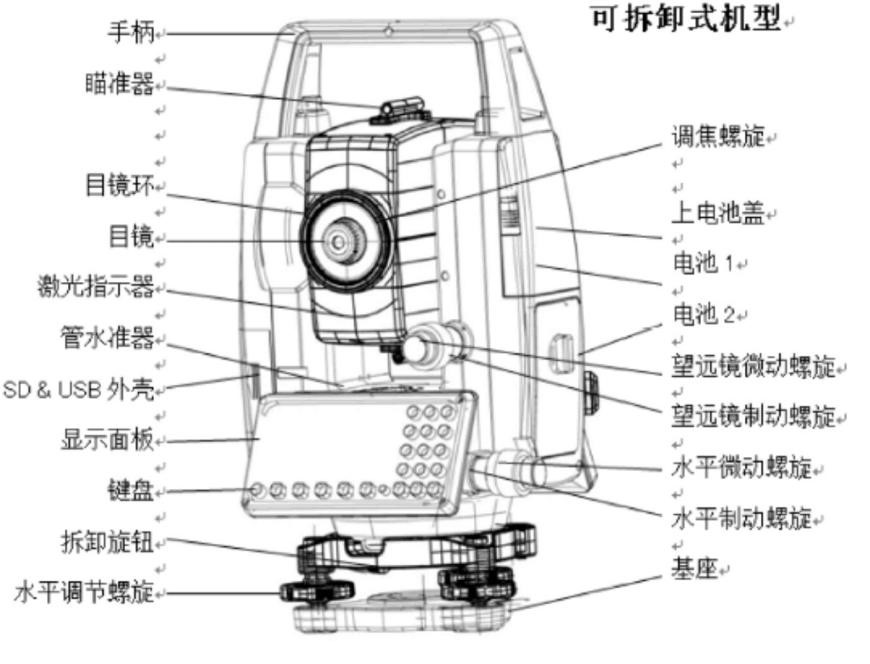 可拆卸式机型
手柄
瞄准器
目镜环
目镜
激光指示器
管水准器
SD & USB 外壳
显示面板
键盘
拆卸旋钮
水平调节螺旋
调焦螺旋
上电池盖
电池 1
电池 2
望远镜微动螺旋
望远镜制动螺旋
水平微动螺旋
水平制动螺旋
基座